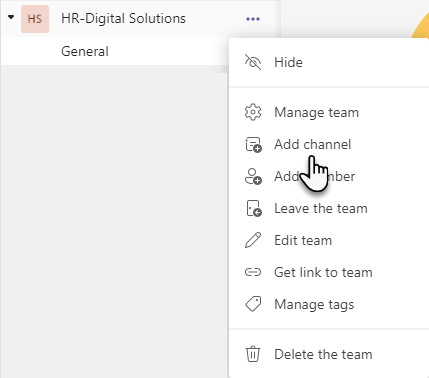 HS HR-Digital Solutions
General
Hide
Manage team
Add channel
Add
Leave the team
Edit team
Get link to team
Manage tags
Delete the team